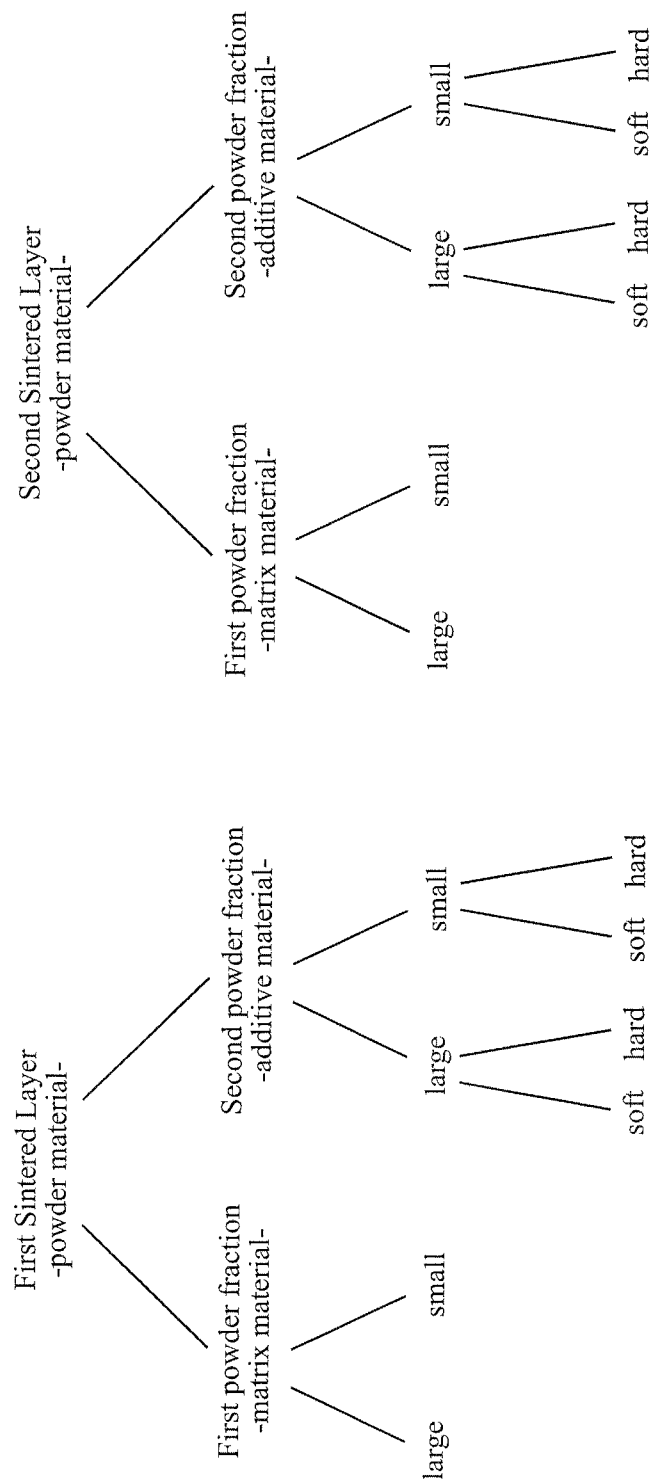 First Sintered Layer
-powder material-
First powder fraction
-matrix material-
large
small
Second powder fraction
-additive material-
large
small
soft
hard
soft
hard
Second Sintered Layer
-powder material-
First powder fraction
-matrix material-
large
small
Second powder fraction
-additive material-
large
small
soft
hard
soft
hard